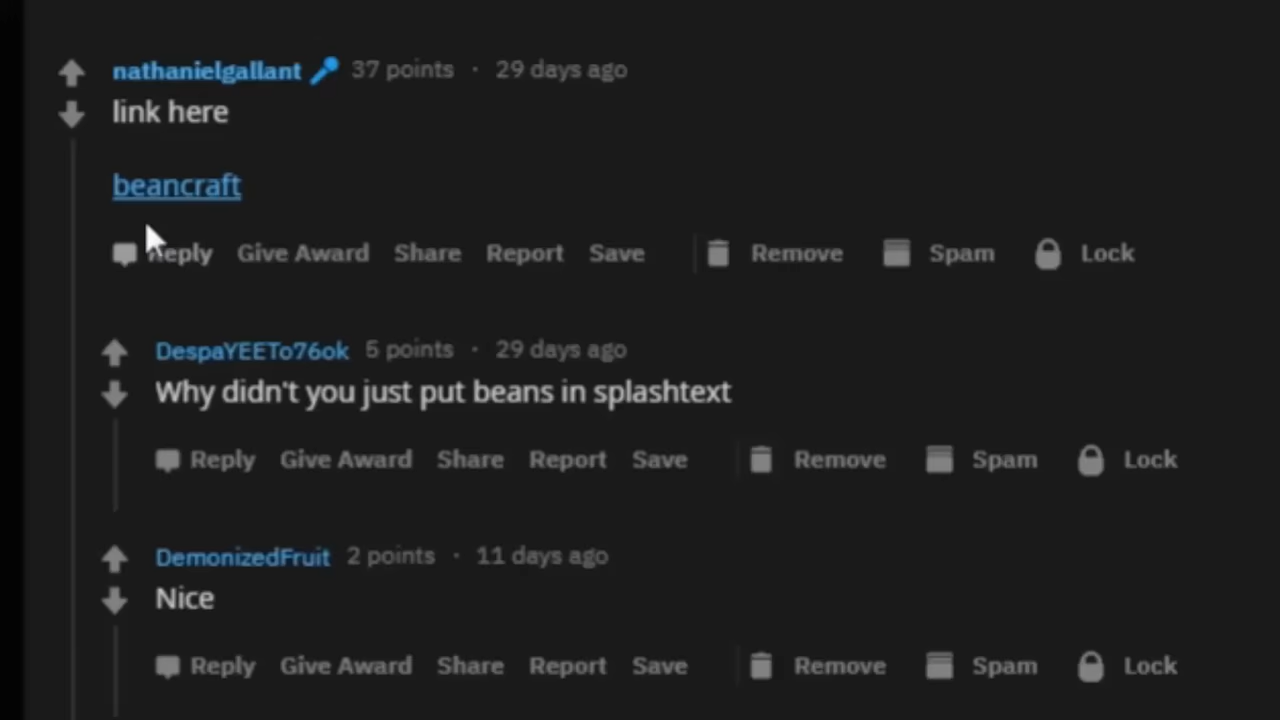 nathanielgallant 37 points · 29 days ago
link here
beancraft
Reply Give Award Share Report Save Remove Spam Lock
DespaYEETo76ok 5 points · 29 days ago
Why didn't you just put beans in splashtext
Reply Give Award Share Report Save Remove Spam Lock
DemonizedFruit 2 points · 11 days ago
Nice
Reply Give Award Share Report Save Remove Spam Lock